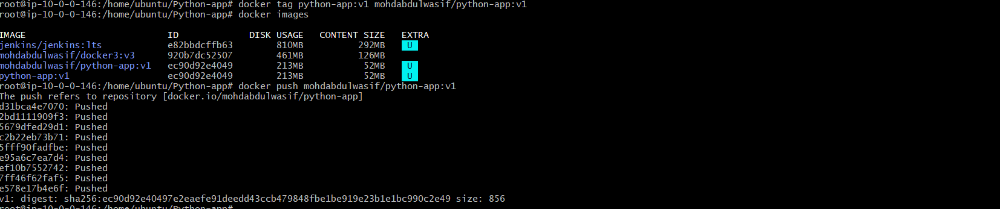 root@ip-10-0-0-146:/home/ubuntu/Python-app# docker tag python-app:v1 mohdabdulwasif/python-app:v1
root@ip-10-0-0-146:/home/ubuntu/Python-app# docker images
IMAGE ID DISK USAGE CONTENT SIZE EXTRA
jenkins/jenkins:lts e82bbdcffb63 810MB 292MB U
mohdabdulwasif/docker3:v3 920b7dc52507 461MB 126MB
mohdabdulwasif/python-app:v1 ec90d92e4049 213MB 52MB U
python-app:v1 ec90d92e4049 213MB 52MB U
root@ip-10-0-0-146:/home/ubuntu/Python-app# docker push mohdabdulwasif/python-app:v1
The push refers to repository [docker.io/mohdabdulwasif/python-app]
d31bca4e7070: Pushed
2bd1111909f3: Pushed
5679dfed29d1: Pushed
c2b22eb73b71: Pushed
5fff90fadfbe: Pushed
e95a6c7ea7d4: Pushed
ef10b7552742: Pushed
7ff46f62faf5: Pushed
e578e17b4e6f: Pushed
v1: digest: sha256:ec90d92e40497e2eaefe91deedd43ccb479848fbe1be919e23b1e1bc990c2e49 size: 856
root@ip-10-0-0-146:/home/ubuntu/Python-app#